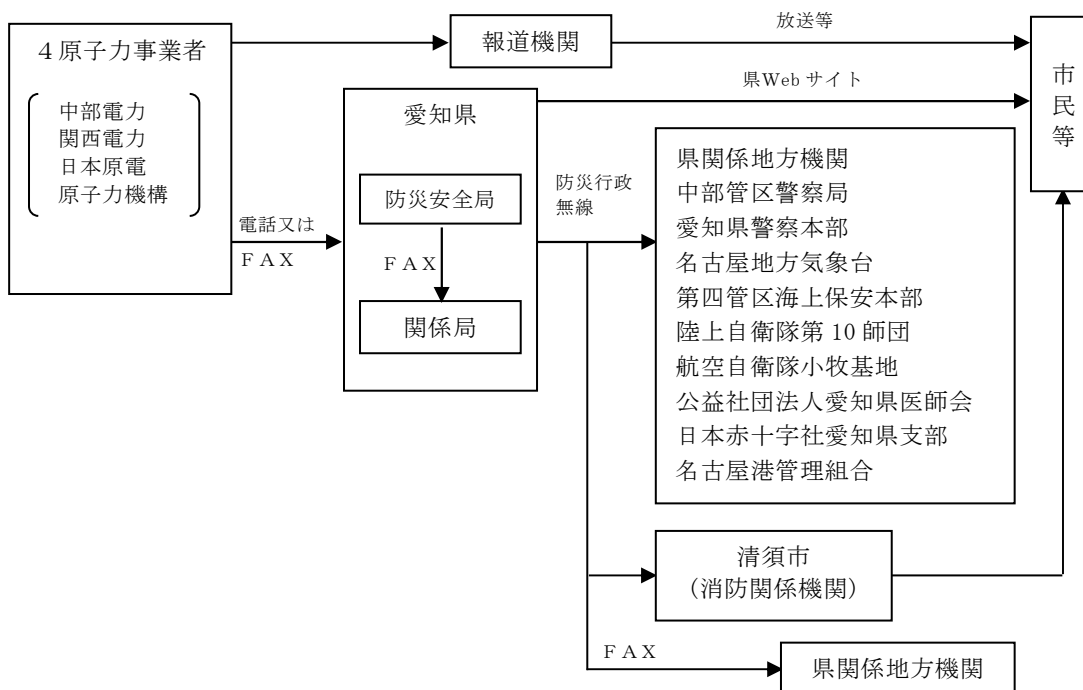 4原子力事業者
中部電力
関西電力
日本原電
原子力機構
報道機関
放送等
市民等
県Webサイト
愛知県
防災安全局
FAX
関係局
電話又は
FAX
防災行政
無線
県関係地方機関
中部管区警察局
愛知県警察本部
名古屋地方気象台
第四管区海上保安本部
陸上自衛隊第10師団
航空自衛隊小牧基地
公益社団法人愛知県医師会
日本赤十字社愛知県支部
名古屋港管理組合
清須市
(消防関係機関)
FAX
県関係地方機関